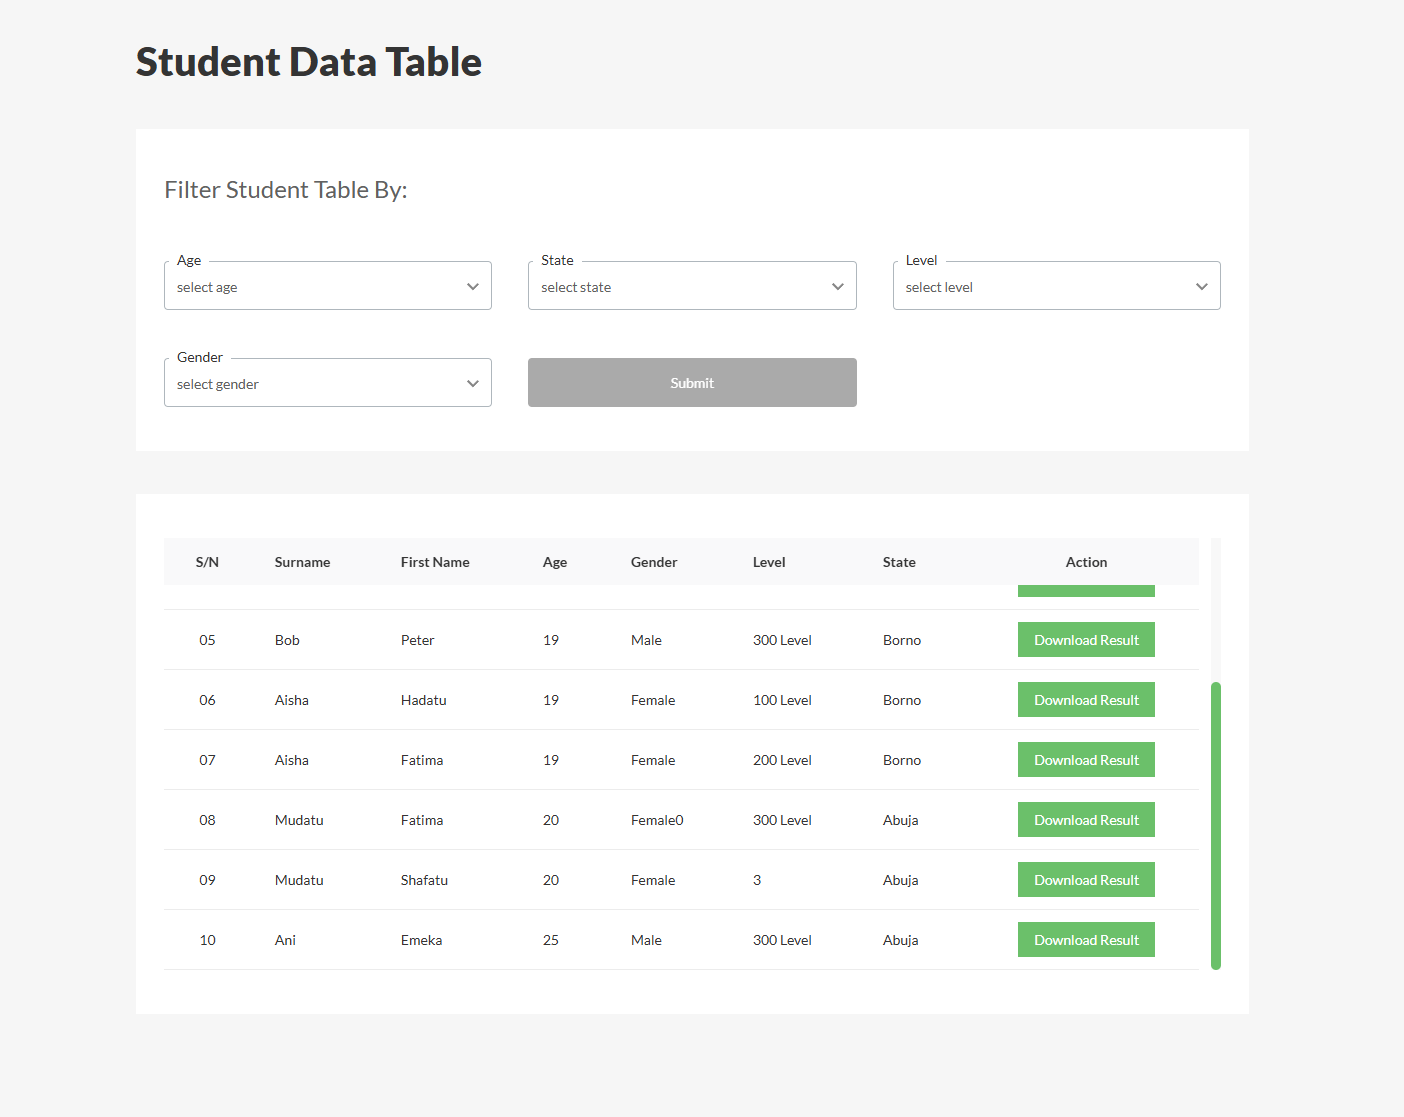 Student Data Table
Filter Student Table By:
Age State Level
select age select state select level
Gender
select gender Submit
S/N Surname First Name Age Gender Level State Action
05 Bob Peter 19 Male 300 Level Borno Download Result
06 Aisha Hadatu 19 Female 100 Level Borno Download Result
07 Aisha Fatima 19 Female 200 Level Borno Download Result
08 Mudatu Fatima 20 Female0 300 Level Abuja Download Result
09 Mudatu Shafatu 20 Female 3 Abuja Download Result
10 Ani Emeka 25 Male 300 Level Abuja Download Result